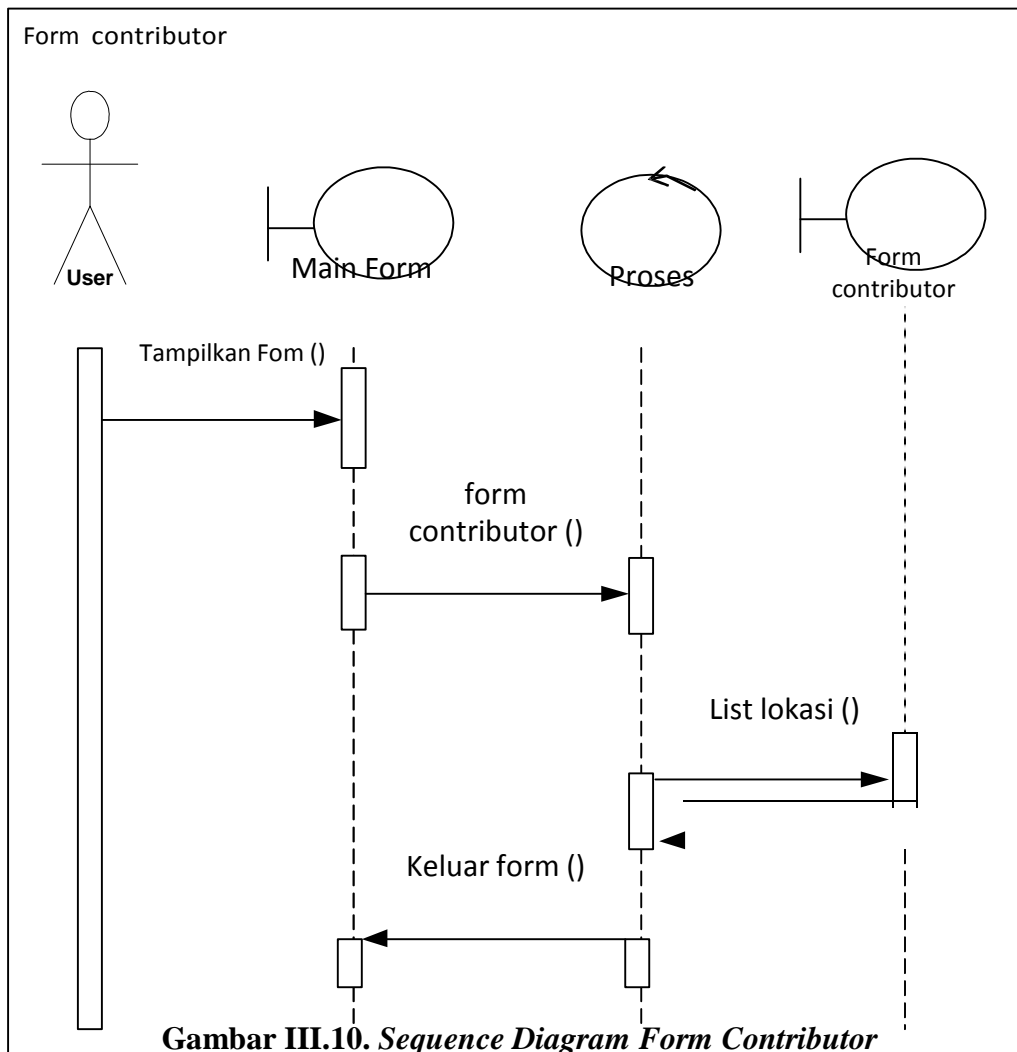 Form contributor
User
Main Form
Proses
Form
contributor
Tampilkan Fom ()
form
contributor ()
List lokasi ()
Keluar form ()
Gambar III.10. Sequence Diagram Form Contributor